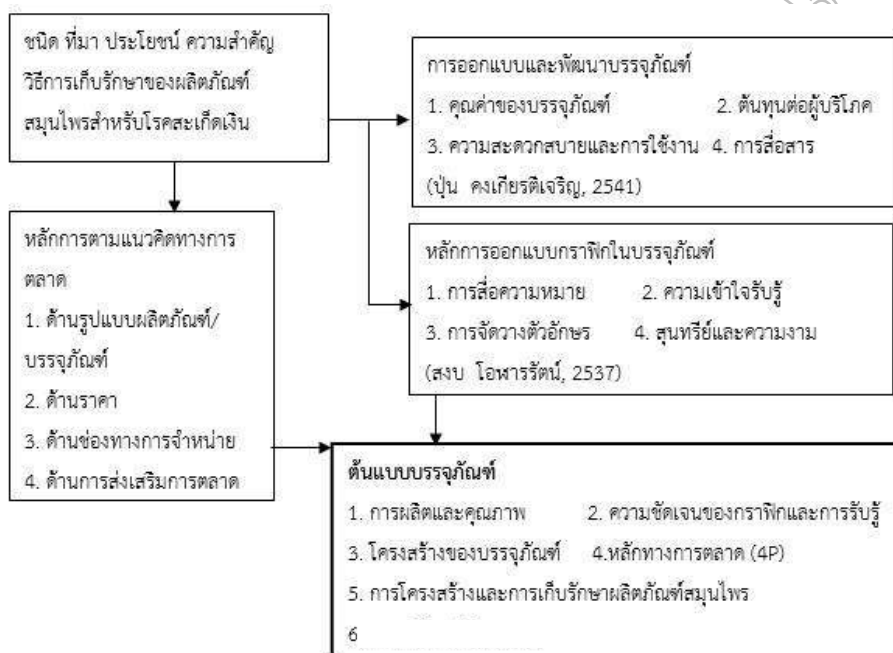 ชนิด ที่มา ประโยชน์ ความสำคัญ
วิธีการเก็บรักษาของผลิตภัณฑ์
สมุนไพรสำหรับโรคสะเก็ดเงิน
การออกแบบและพัฒนาบรรจุภัณฑ์
1. คุณค่าของบรรจุภัณฑ์ 2. ต้นทุนต่อผู้บริโภค
3. ความสะดวกสบายและการใช้งาน 4. การสื่อสาร
(ปุ่น คงเกียรติเจริญ, 2541)
หลักการตามแนวคิดทางการ
ตลาด
1. ด้านรูปแบบผลิตภัณฑ์/
บรรจุภัณฑ์
2. ด้านราคา
3. ด้านช่องทางการจำหน่าย
4. ด้านการส่งเสริมการตลาด
หลักการออกแบบกราฟิกในบรรจุภัณฑ์
1. การสื่อความหมาย 2. ความเข้าใจรับรู้
3. การจัดวางตัวอักษร 4. สุนทรีย์และความงาม
(สงบ โอฬารรัตน์, 2537)
ต้นแบบบรรจุภัณฑ์
1. การผลิตและคุณภาพ 2. ความชัดเจนของกราฟิกและการรับรู้
3. โครงสร้างของบรรจุภัณฑ์ 4.หลักทางการตลาด (4P)
5. การโครงสร้างและการเก็บรักษาผลิตภัณฑ์สมุนไพร
6